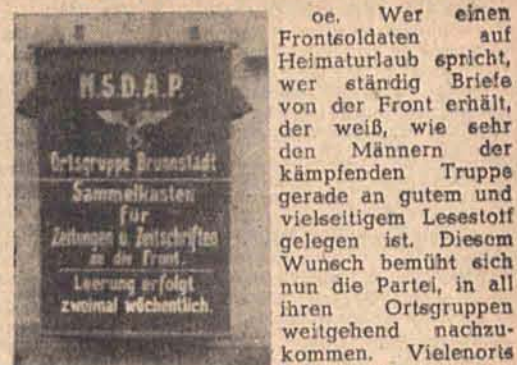 N.S.D.A.P.
Ortsgruppe Brunnstadt
Sammelkasten
für
Zeitungen u. Zeitschriften
an die Front.
Leerung erfolgt
zweimal wöchentlich.
oe. Wer einen
Frontsoldaten auf
Heimaturlaub spricht,
wer ständig Briefe
von der Front erhält,
der weiß, wie sehr
den Männern der
kämpfenden Truppe
gerade an gutem und
vielseitigem Lesestoff
gelegen ist. Diesem
Wunsch bemüht sich
nun die Partei, in all
ihren Ortsgruppen
weitgehend nachzu-
kommen. Vielenorts